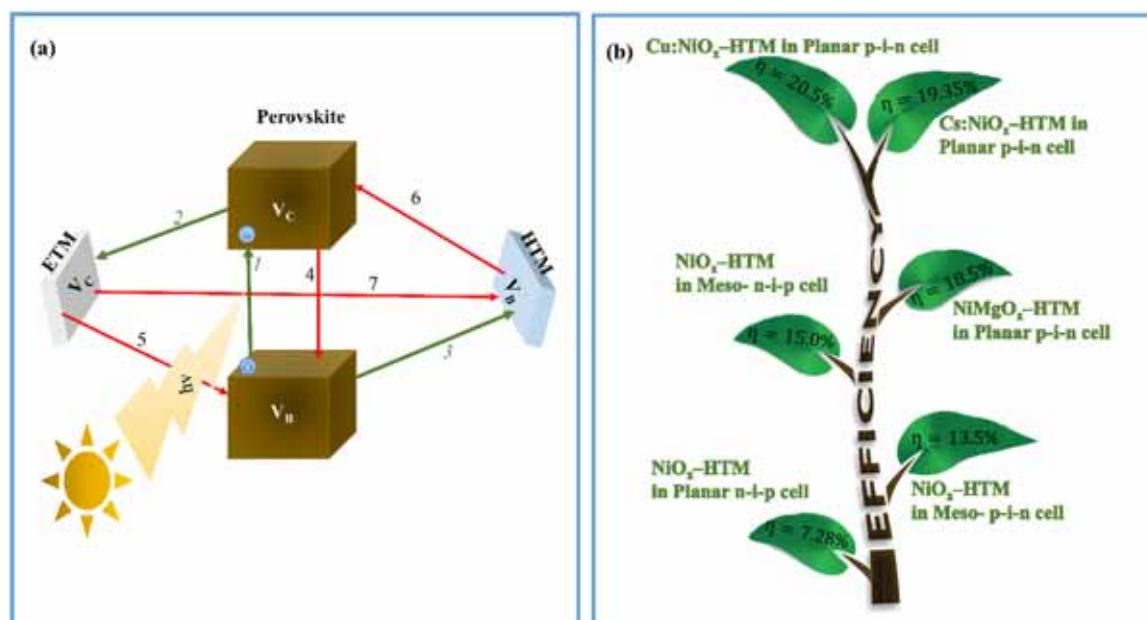 (a)
Perovskite
V_C
6
2
1
4
ETM
V_C
7
HTM
V_B
5
3
hν
V_B
(b)
Cu:NiOₓ–HTM in Planar p-i-n cell
η = 20.5%
η = 19.35%
Cs:NiOₓ–HTM in
Planar p-i-n cell
NiOₓ–HTM
in Meso- n-i-p cell
η = 18.5%
NiMgOₓ–HTM
in Planar p-i-n cell
η = 15.0%
EFFICIENCY
η = 13.5%
NiOₓ–HTM
in Planar n-i-p cell
NiOₓ–HTM
in Meso- p-i-n cell
η = 7.28%